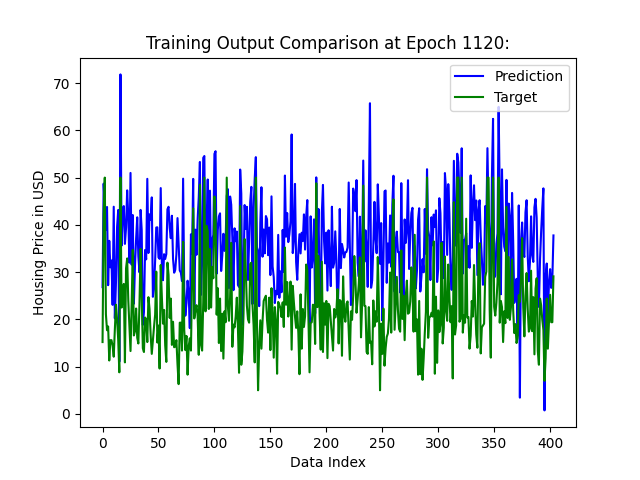 Training Output Comparison at Epoch 1120:
Prediction
Target
Housing Price in USD
70
60
50
40
30
20
10
0
0 50 100 150 200 250 300 350 400
Data Index